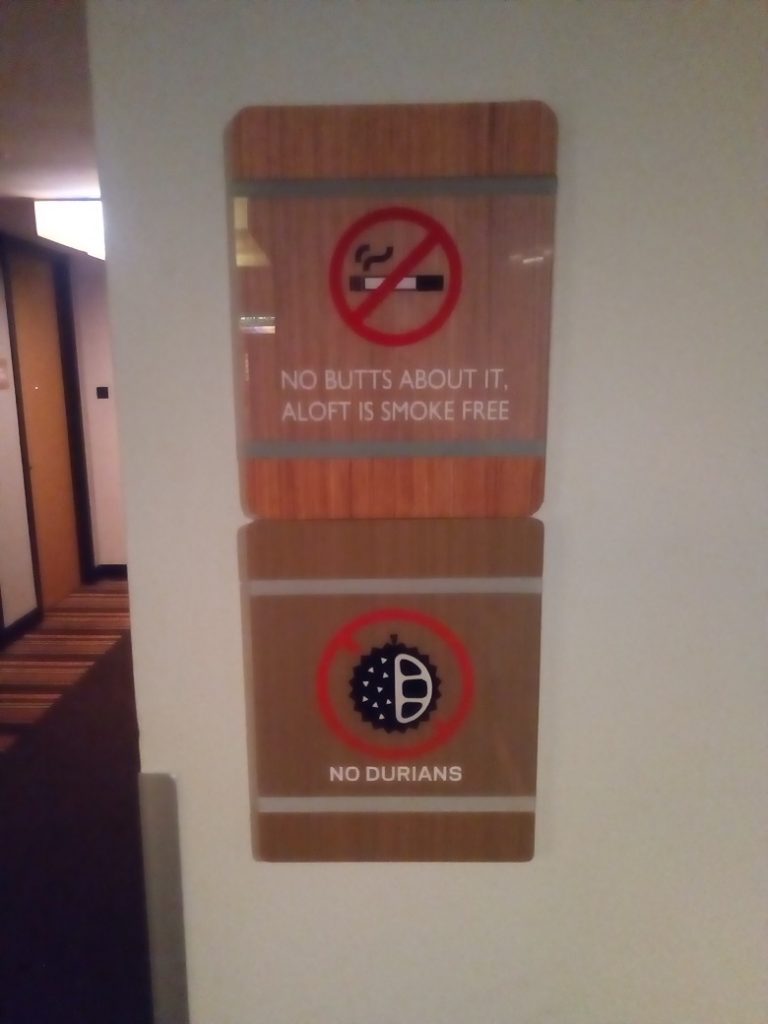 NO BUTTS ABOUT IT,
ALOFT IS SMOKE FREE
NO DURIANS